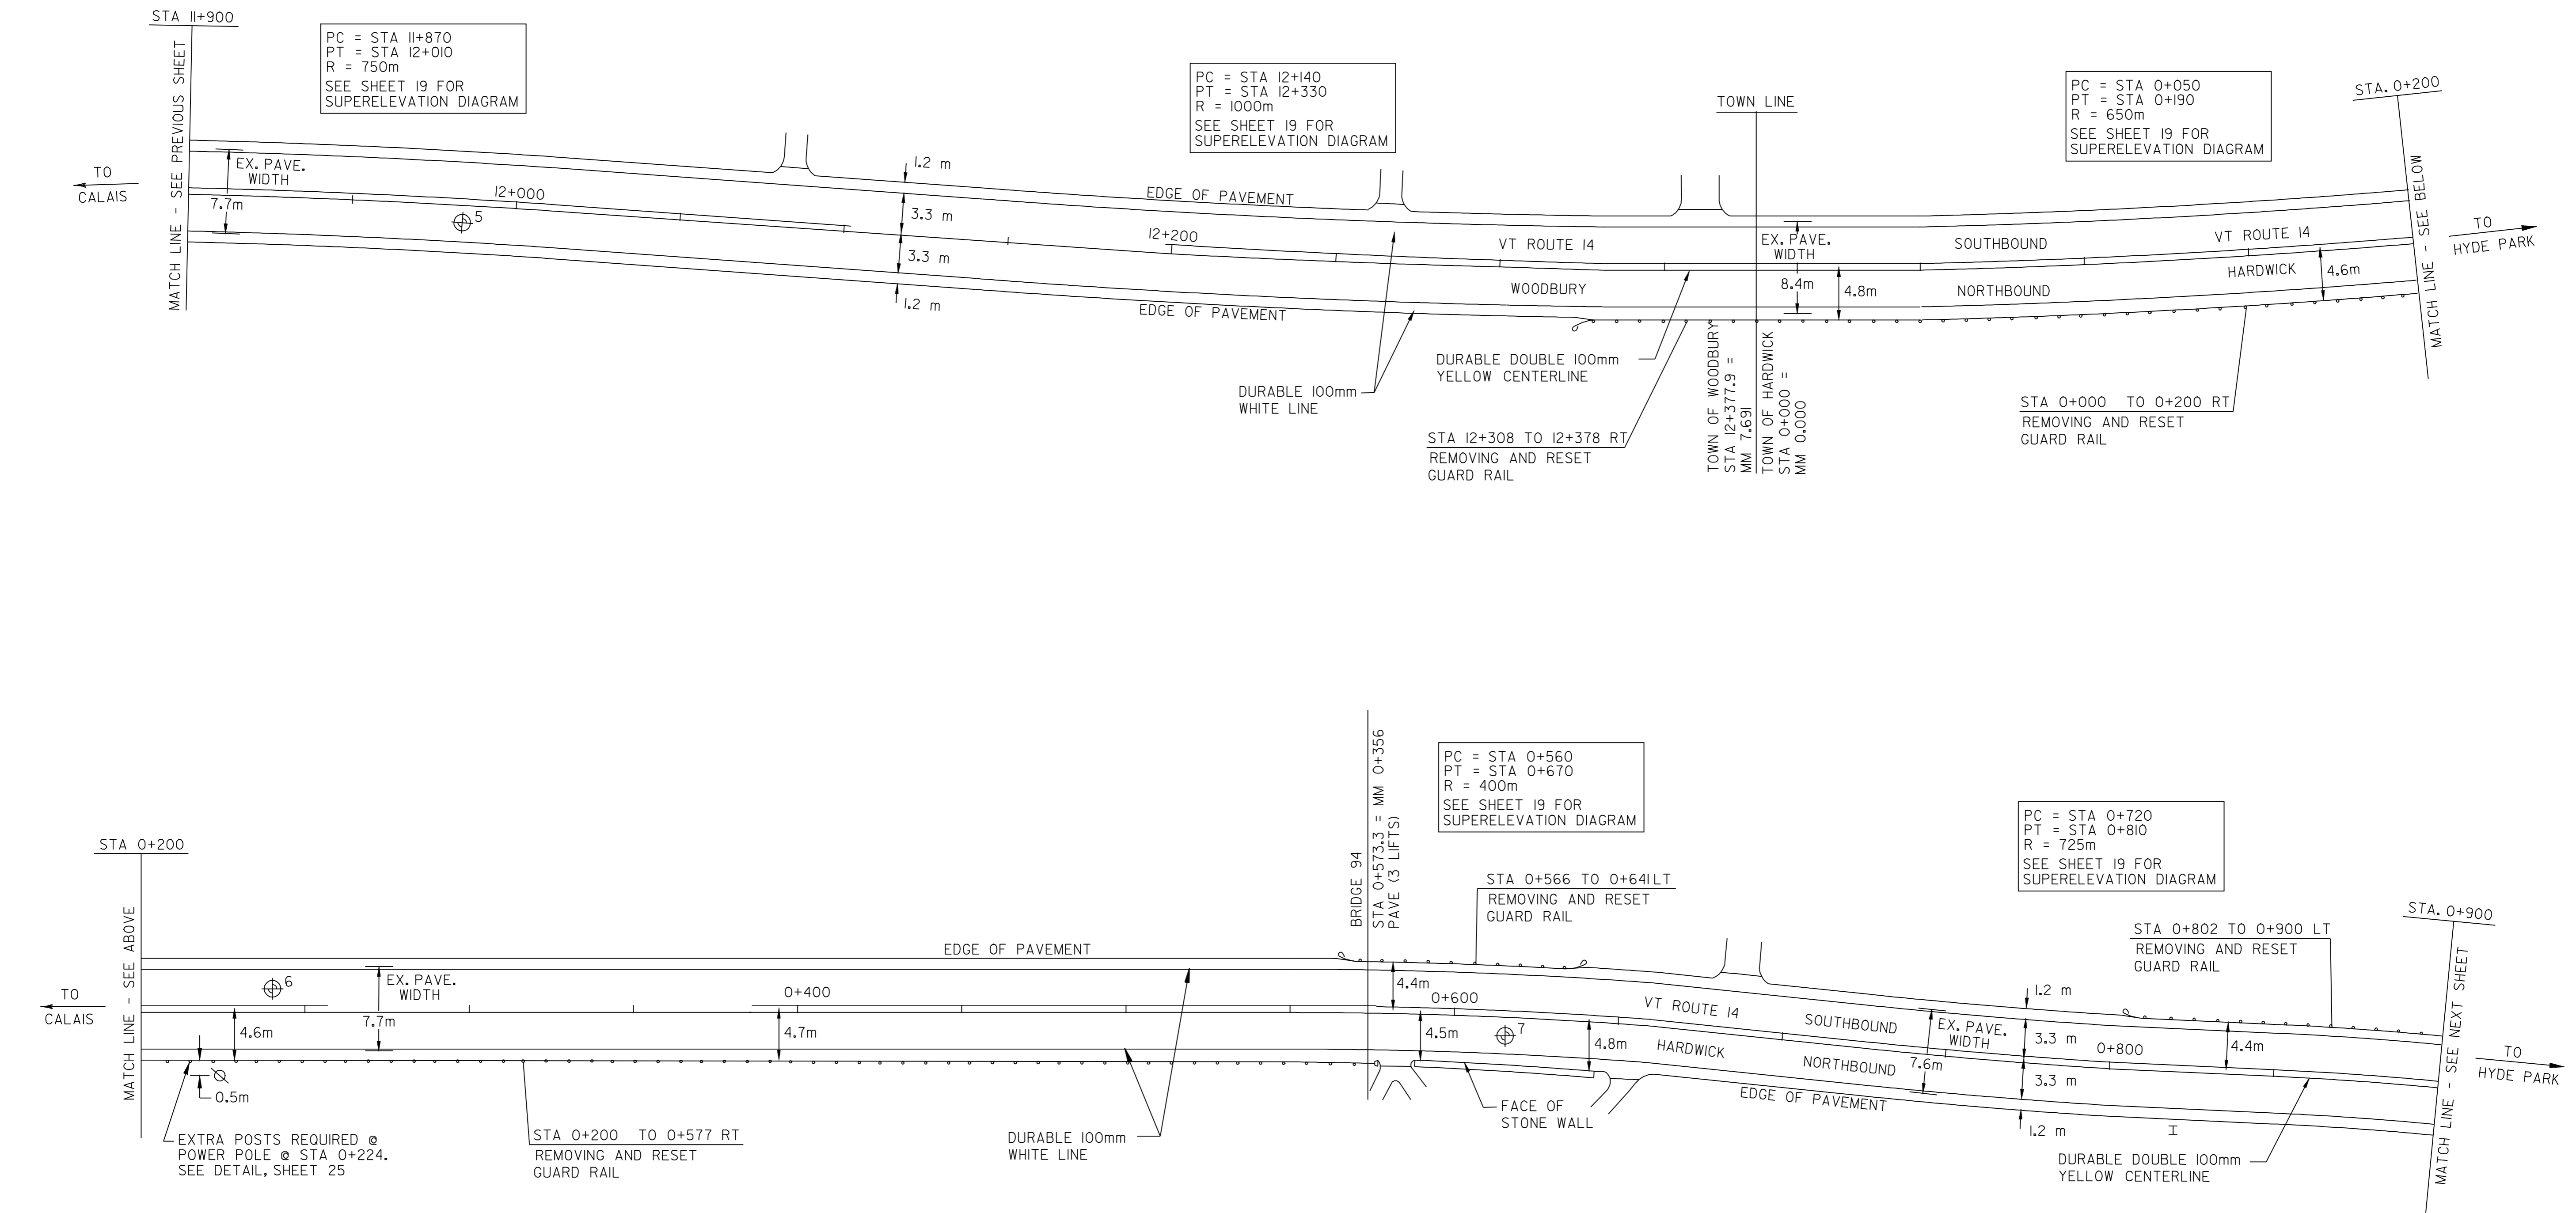 STA 11+900
MATCH LINE - SEE PREVIOUS SHEET
TO
CALAIS
PC = STA 11+870
PT = STA 12+010
R = 750m
SEE SHEET 19 FOR
SUPERELEVATION DIAGRAM
EX. PAVE.
WIDTH
7.7m
12+000
5
1.2 m
3.3 m
3.3 m
1.2 m
PC = STA 12+140
PT = STA 12+330
R = 1000m
SEE SHEET 19 FOR
SUPERELEVATION DIAGRAM
EDGE OF PAVEMENT
12+200
EDGE OF PAVEMENT
VT ROUTE 14
WOODBURY
TOWN LINE
EX. PAVE.
WIDTH
8.4m
4.8m
SOUTHBOUND
NORTHBOUND
PC = STA 0+050
PT = STA 0+190
R = 650m
SEE SHEET 19 FOR
SUPERELEVATION DIAGRAM
VT ROUTE 14
HARDWICK
4.6m
STA. 0+200
MATCH LINE - SEE BELOW
TO
HYDE PARK
DURABLE 100mm
WHITE LINE
DURABLE DOUBLE 100mm
YELLOW CENTERLINE
STA 12+308 TO 12+378 RT
REMOVING AND RESET
GUARD RAIL
TOWN OF WOODBURY
STA 12+377.9 =
MM 7.691
TOWN OF HARDWICK
STA 0+000 =
MM 0.000
STA 0+000 TO 0+200 RT
REMOVING AND RESET
GUARD RAIL
STA 0+200
MATCH LINE - SEE ABOVE
TO
CALAIS
6
EX. PAVE.
WIDTH
7.7m
4.6m
0.5m
EXTRA POSTS REQUIRED @
POWER POLE @ STA 0+224.
SEE DETAIL, SHEET 25
STA 0+200 TO 0+577 RT
REMOVING AND RESET
GUARD RAIL
0+400
4.7m
EDGE OF PAVEMENT
DURABLE 100mm
WHITE LINE
BRIDGE 94
STA 0+573.3 = MM 0+356
PAVE (3 LIFTS)
PC = STA 0+560
PT = STA 0+670
R = 400m
SEE SHEET 19 FOR
SUPERELEVATION DIAGRAM
STA 0+566 TO 0+641LT
REMOVING AND RESET
GUARD RAIL
4.4m
0+600
4.5m
7
4.8m
FACE OF
STONE WALL
VT ROUTE 14
HARDWICK
SOUTHBOUND
NORTHBOUND
EDGE OF PAVEMENT
EX. PAVE.
WIDTH
7.6m
1.2 m
3.3 m
3.3 m
1.2 m
PC = STA 0+720
PT = STA 0+810
R = 725m
SEE SHEET 19 FOR
SUPERELEVATION DIAGRAM
STA 0+802 TO 0+900 LT
REMOVING AND RESET
GUARD RAIL
0+800
4.4m
DURABLE DOUBLE 100mm
YELLOW CENTERLINE
STA. 0+900
MATCH LINE - SEE NEXT SHEET
TO
HYDE PARK